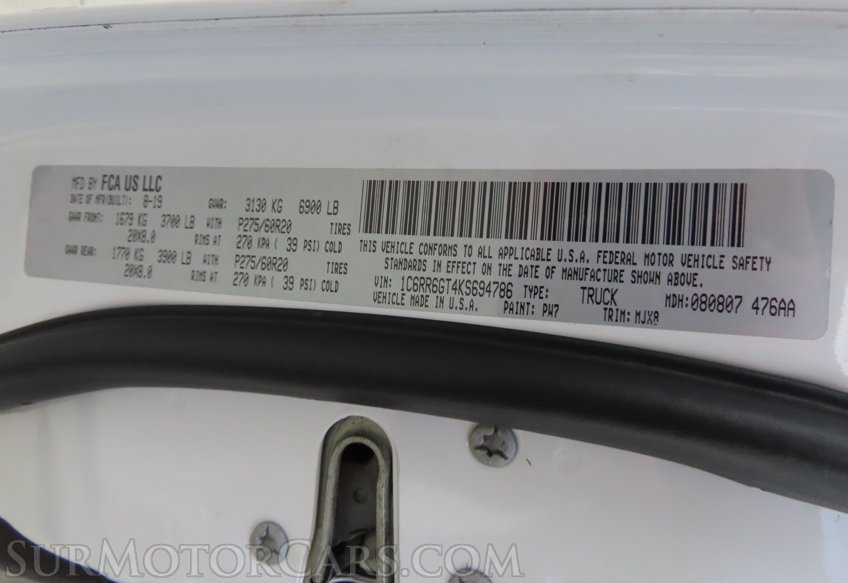 MFD BY FCA US LLC
DATE OF MFR(BUILT): 8-19 GVWR: 3130 KG 6900 LB
GAWR FRONT: 1679 KG 3700 LB WITH P275/60R20 TIRES
20X8.0 RIMS AT 270 KPA ( 39 PSI) COLD
GAWR REAR: 1770 KG 3900 LB WITH P275/60R20 TIRES
20X8.0 RIMS AT 270 KPA ( 39 PSI) COLD
THIS VEHICLE CONFORMS TO ALL APPLICABLE U.S.A. FEDERAL MOTOR VEHICLE SAFETY
STANDARDS IN EFFECT ON THE DATE OF MANUFACTURE SHOWN ABOVE.
VIN: 1C6RR6GT4KS694786 TYPE: TRUCK MDH:080807 476AA
VEHICLE MADE IN U.S.A. PAINT: PW7 TRIM: MJX8
SURMOTORCARS.COM